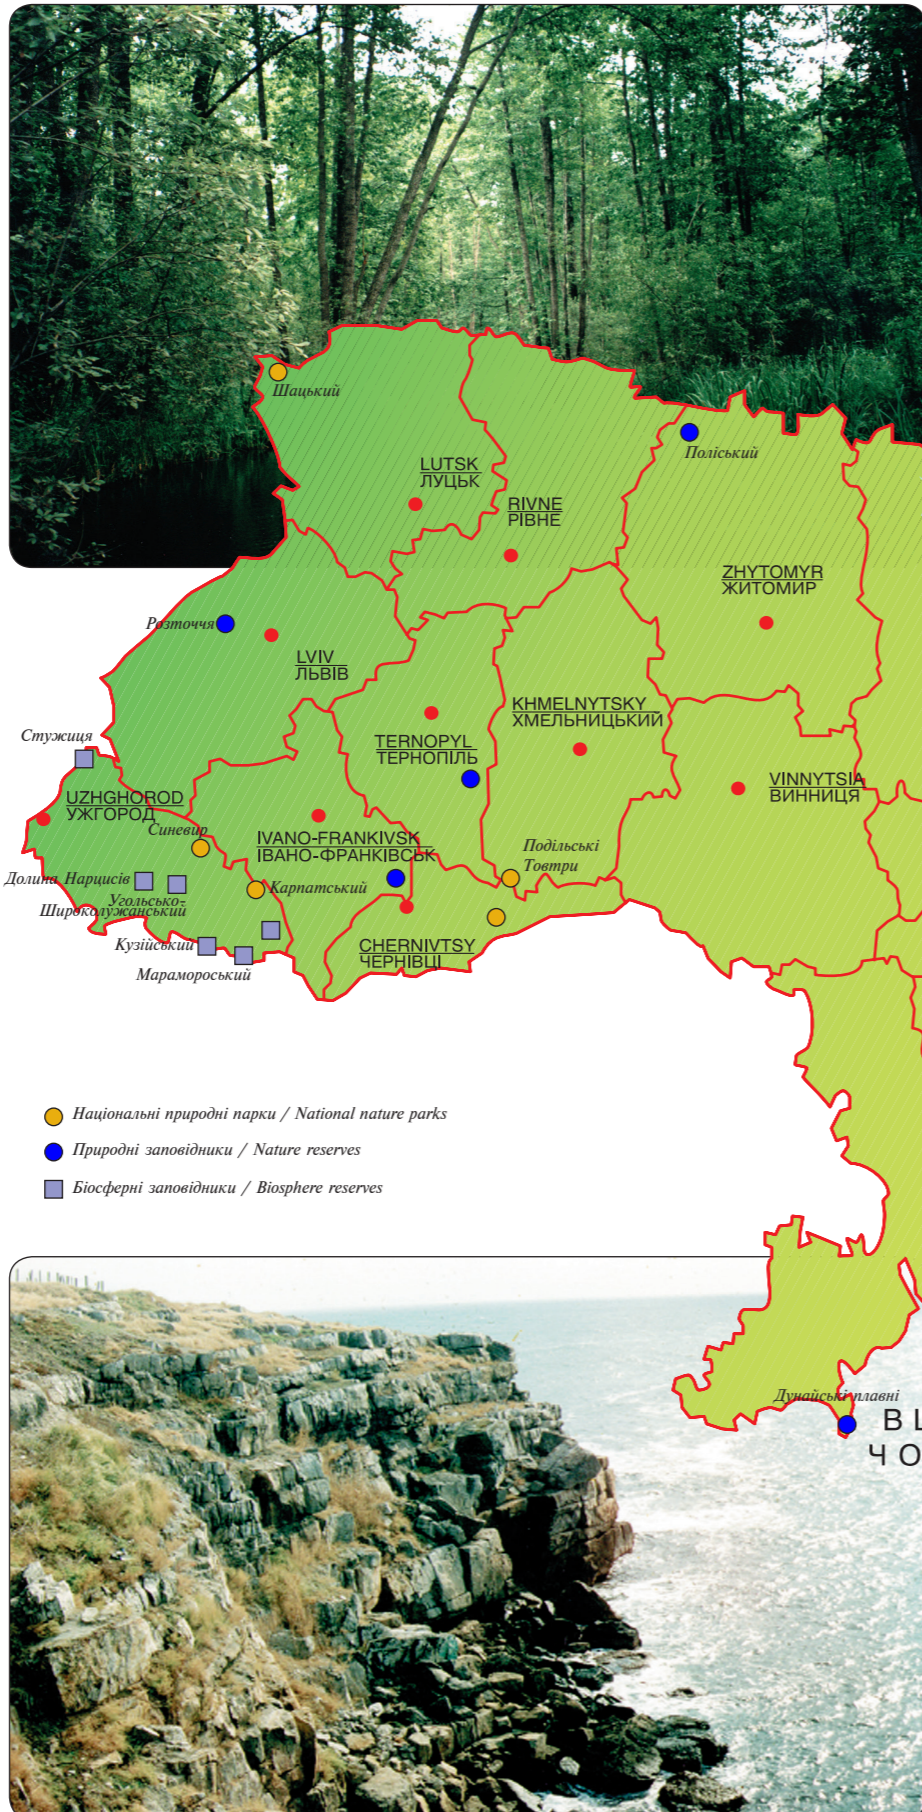 Шацький
Поліський
LUTSK
ЛУЦЬК
RIVNE
РІВНЕ
ZHYTOMYR
ЖИТОМИР
Розточчя
LVIV
ЛЬВІВ
KHMELNYTSKY
ХМЕЛЬНИЦЬКИЙ
Стужиця
TERNOPYL
ТЕРНОПІЛЬ
VINNYTSIA
ВИННИЦЯ
UZHGHOROD
УЖГОРОД
Синевир
IVANO-FRANKIVSK
ІВАНО-ФРАНКІВСЬК
Подільські
Товтри
Долина Нарцисів
Карпатський
Угольсько-
Широколужанський
Кузійський
CHERNIVTSY
ЧЕРНІВЦІ
Марамороський
Національні природні парки / National nature parks
Природні заповідники / Nature reserves
Біосферні заповідники / Biosphere reserves
Дунайські плавні
ЧО